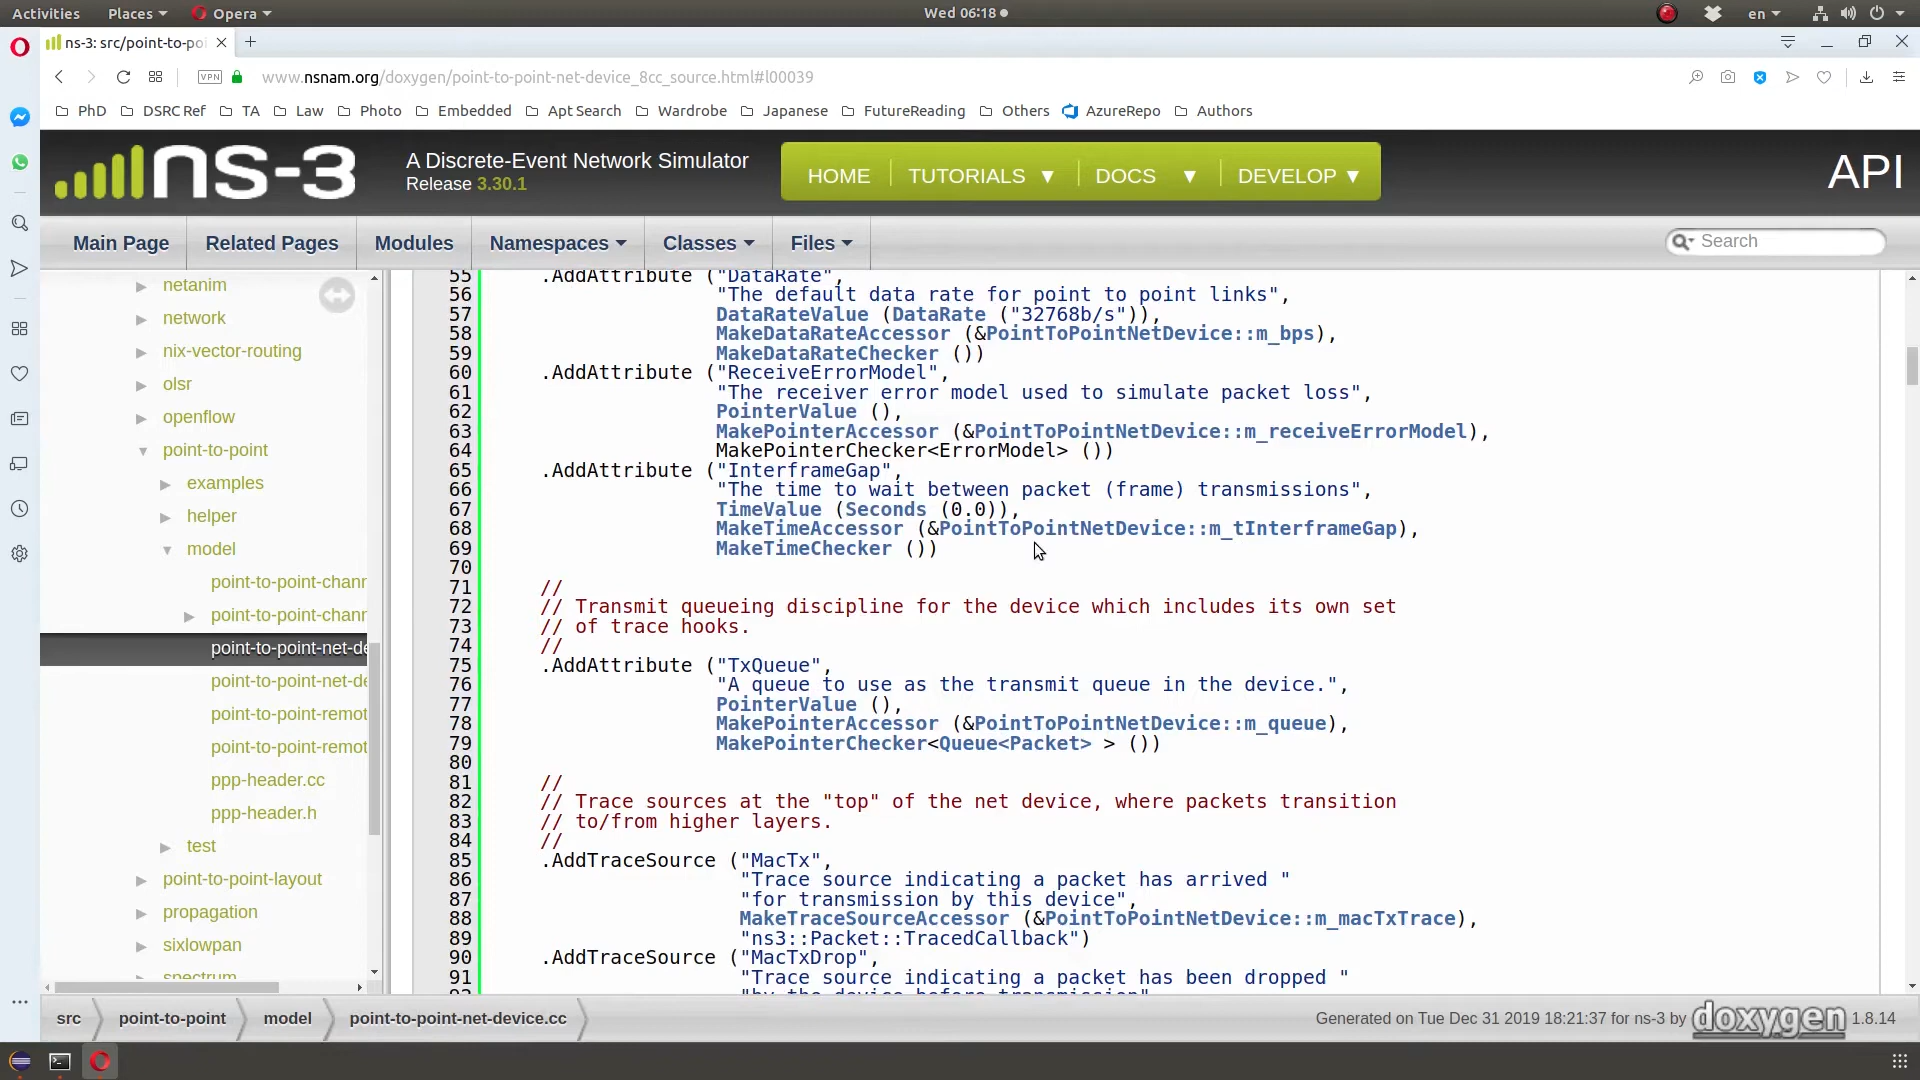 Activities Places Opera Wed 06:18 en
ns-3: src/point-to-poi
VPN www.nsnam.org/doxygen/point-to-point-net-device_8cc_source.html#l00039
PhD DSRC Ref TA Law Photo Embedded Apt Search Wardrobe Japanese FutureReading Others AzureRepo Authors
ns-3 A Discrete-Event Network Simulator
Release 3.30.1
HOME TUTORIALS ▼ DOCS ▼ DEVELOP ▼
API
Main Page Related Pages Modules Namespaces Classes Files Search
netanim
network
nix-vector-routing
olsr
openflow
point-to-point
examples
helper
model
point-to-point-chann
point-to-point-chann
point-to-point-net-de
point-to-point-net-de
point-to-point-remot
point-to-point-remot
ppp-header.cc
ppp-header.h
test
point-to-point-layout
propagation
sixlowpan
spectrum
55 .AddAttribute ("DataRate",
56 "The default data rate for point to point links",
57 DataRateValue (DataRate ("32768b/s")),
58 MakeDataRateAccessor (&PointToPointNetDevice::m_bps),
59 MakeDataRateChecker ())
60 .AddAttribute ("ReceiveErrorModel",
61 "The receiver error model used to simulate packet loss",
62 PointerValue (),
63 MakePointerAccessor (&PointToPointNetDevice::m_receiveErrorModel),
64 MakePointerChecker<ErrorModel> ())
65 .AddAttribute ("InterframeGap",
66 "The time to wait between packet (frame) transmissions",
67 TimeValue (Seconds (0.0)),
68 MakeTimeAccessor (&PointToPointNetDevice::m_tInterframeGap),
69 MakeTimeChecker ())
70
71 //
72 // Transmit queueing discipline for the device which includes its own set
73 // of trace hooks.
74 //
75 .AddAttribute ("TxQueue",
76 "A queue to use as the transmit queue in the device.",
77 PointerValue (),
78 MakePointerAccessor (&PointToPointNetDevice::m_queue),
79 MakePointerChecker<Queue<Packet> > ())
80
81 //
82 // Trace sources at the "top" of the net device, where packets transition
83 // to/from higher layers.
84 //
85 .AddTraceSource ("MacTx",
86 "Trace source indicating a packet has arrived "
87 "for transmission by this device",
88 MakeTraceSourceAccessor (&PointToPointNetDevice::m_macTxTrace),
89 "ns3::Packet::TracedCallback")
90 .AddTraceSource ("MacTxDrop",
91 "Trace source indicating a packet has been dropped "
92 "by the device before transmission"
src point-to-point model point-to-point-net-device.cc
Generated on Tue Dec 31 2019 18:21:37 for ns-3 by doxygen 1.8.14